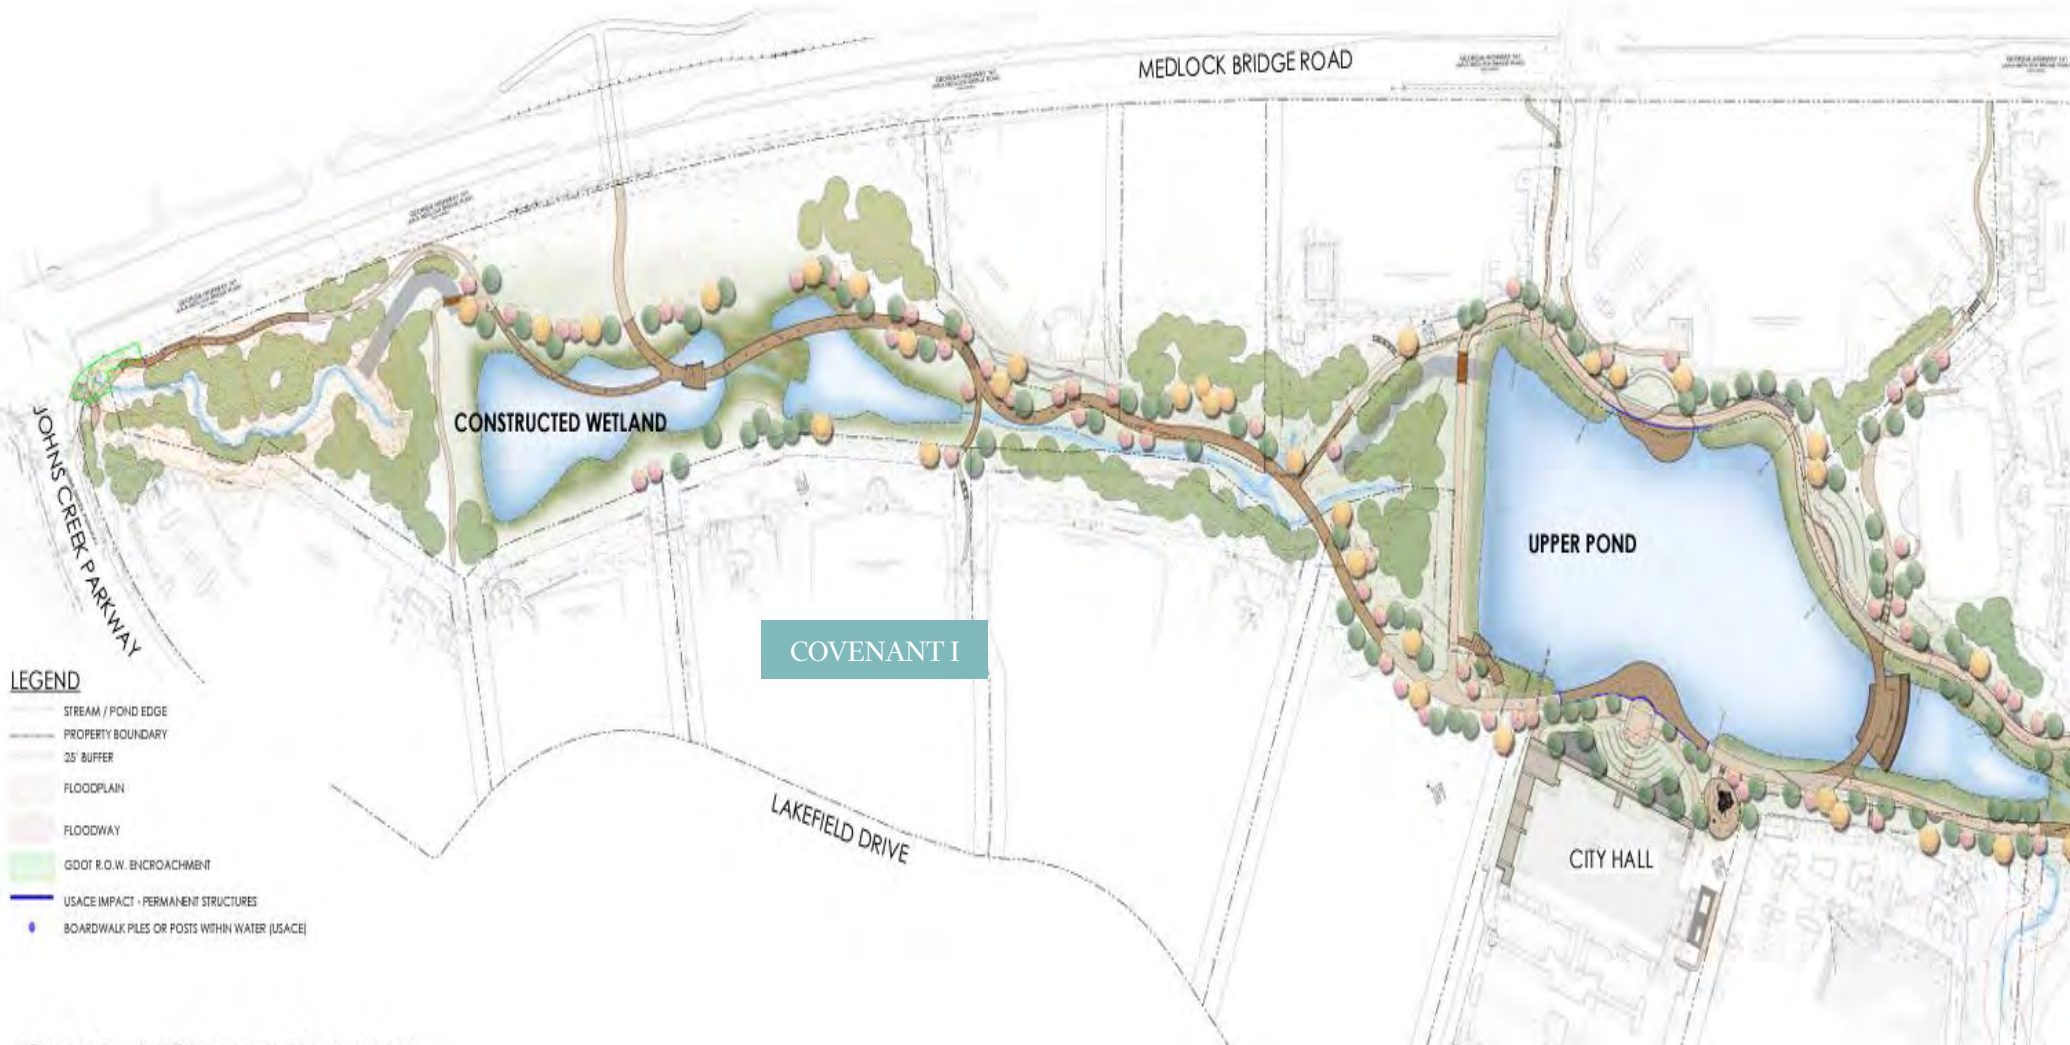 MEDLOCK BRIDGE ROAD
CONSTRUCTED WETLAND
UPPER POND
JOHNS CREEK PARKWAY
COVENANT I
LAKEFIELD DRIVE
CITY HALL
LEGEND
STREAM / POND EDGE
PROPERTY BOUNDARY
25' BUFFER
FLOODPLAIN
FLOODWAY
GDOT R.O.W. ENCROACHMENT
USACE IMPACT - PERMANENT STRUCTURES
BOARDWALK PILES OR POSTS WITHIN WATER (USACE)